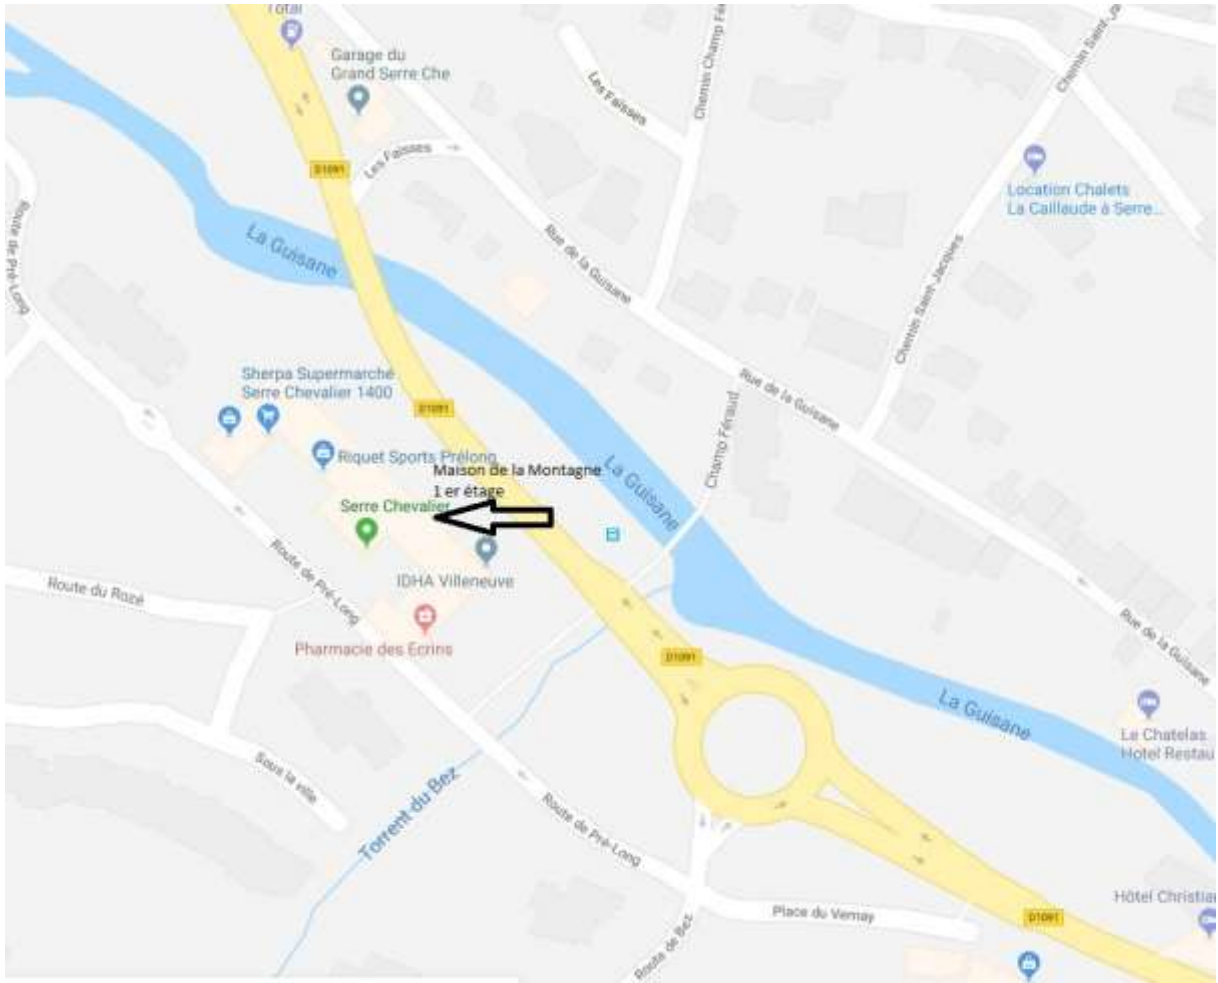 Total
Garage du
Grand Serre Che
Les Faisses
Chemin Champ Fé
Chemin Saint-Ja
D1091
Les Faisses
Location Chalets
La Caillaude à Serre...
Route de Pré-Long
La Guisane
Rue de la Guisane
Chemin Saint-Jacques
Sherpa Supermarché
Serre Chevalier 1400
D1091
Rue de la Guisane
Champ Féraud
Riquet Sports Prélong
Maison de la Montagne
1 er étage
La Guisane
Serre Chevalier
IDHA Villeneuve
Route de Pré-Long
Route du Rozé
Pharmacie des Ecrins
Rue de la Guisane
D1091
La Guisane
Le Chatelas
Hotel Restau
Sous la ville
Torrent du Bez
Route de Pré-Long
Hôtel Christia
Place du Vernay
D1091
Route de Bez